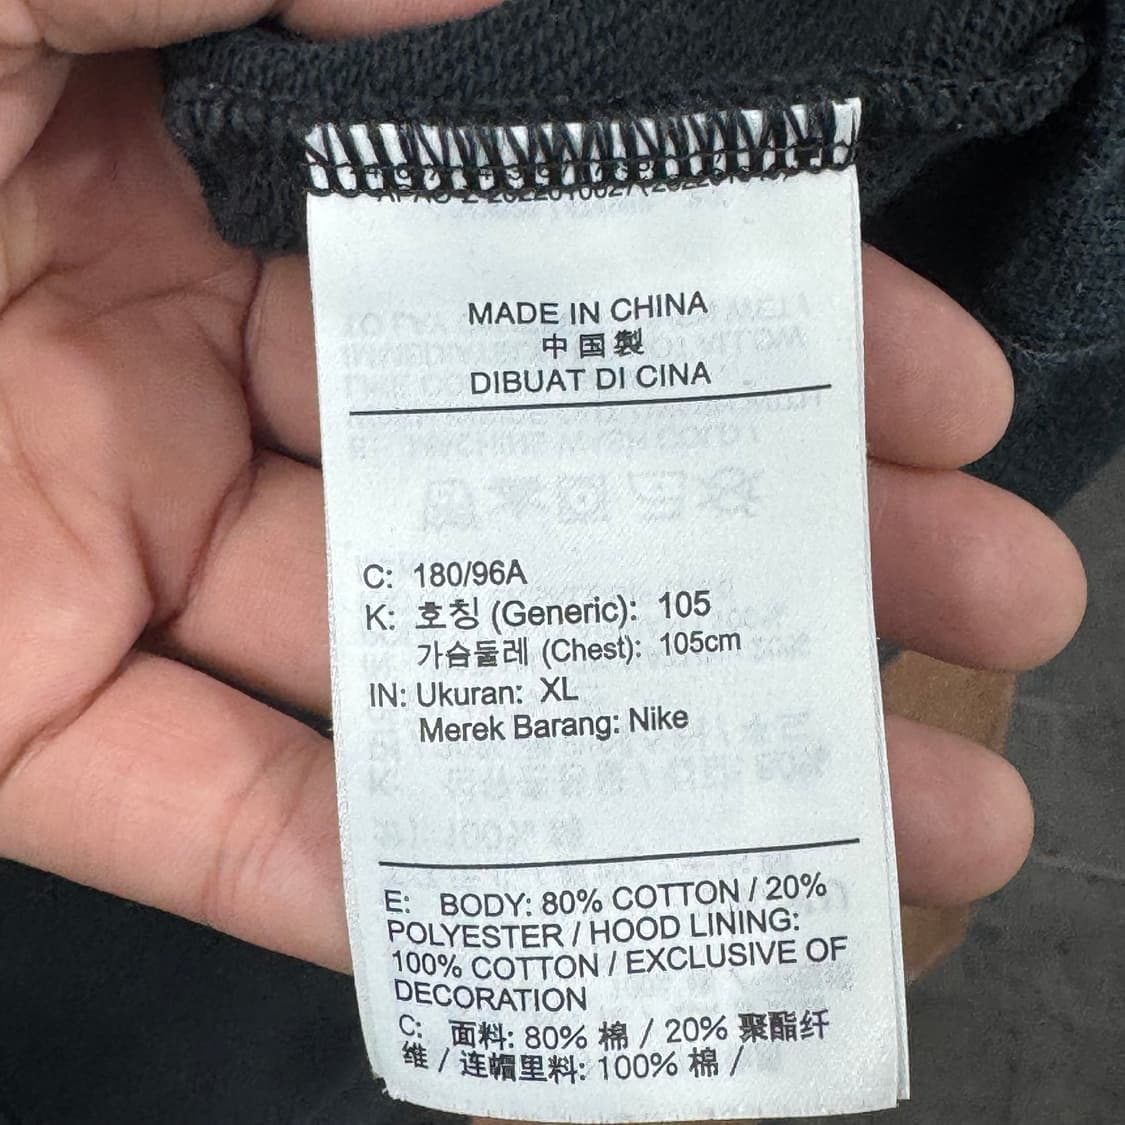 MADE IN CHINA
中国製
DIBUAT DI CINA
C: 180/96A
K: 호칭 (Generic): 105
가슴둘레 (Chest): 105cm
IN: Ukuran: XL
Merek Barang: Nike
E: BODY: 80% COTTON / 20%
POLYESTER / HOOD LINING:
100% COTTON / EXCLUSIVE OF
DECORATION
C: 面料: 80% 棉 / 20% 聚酯纤
维 / 连帽里料: 100% 棉 /